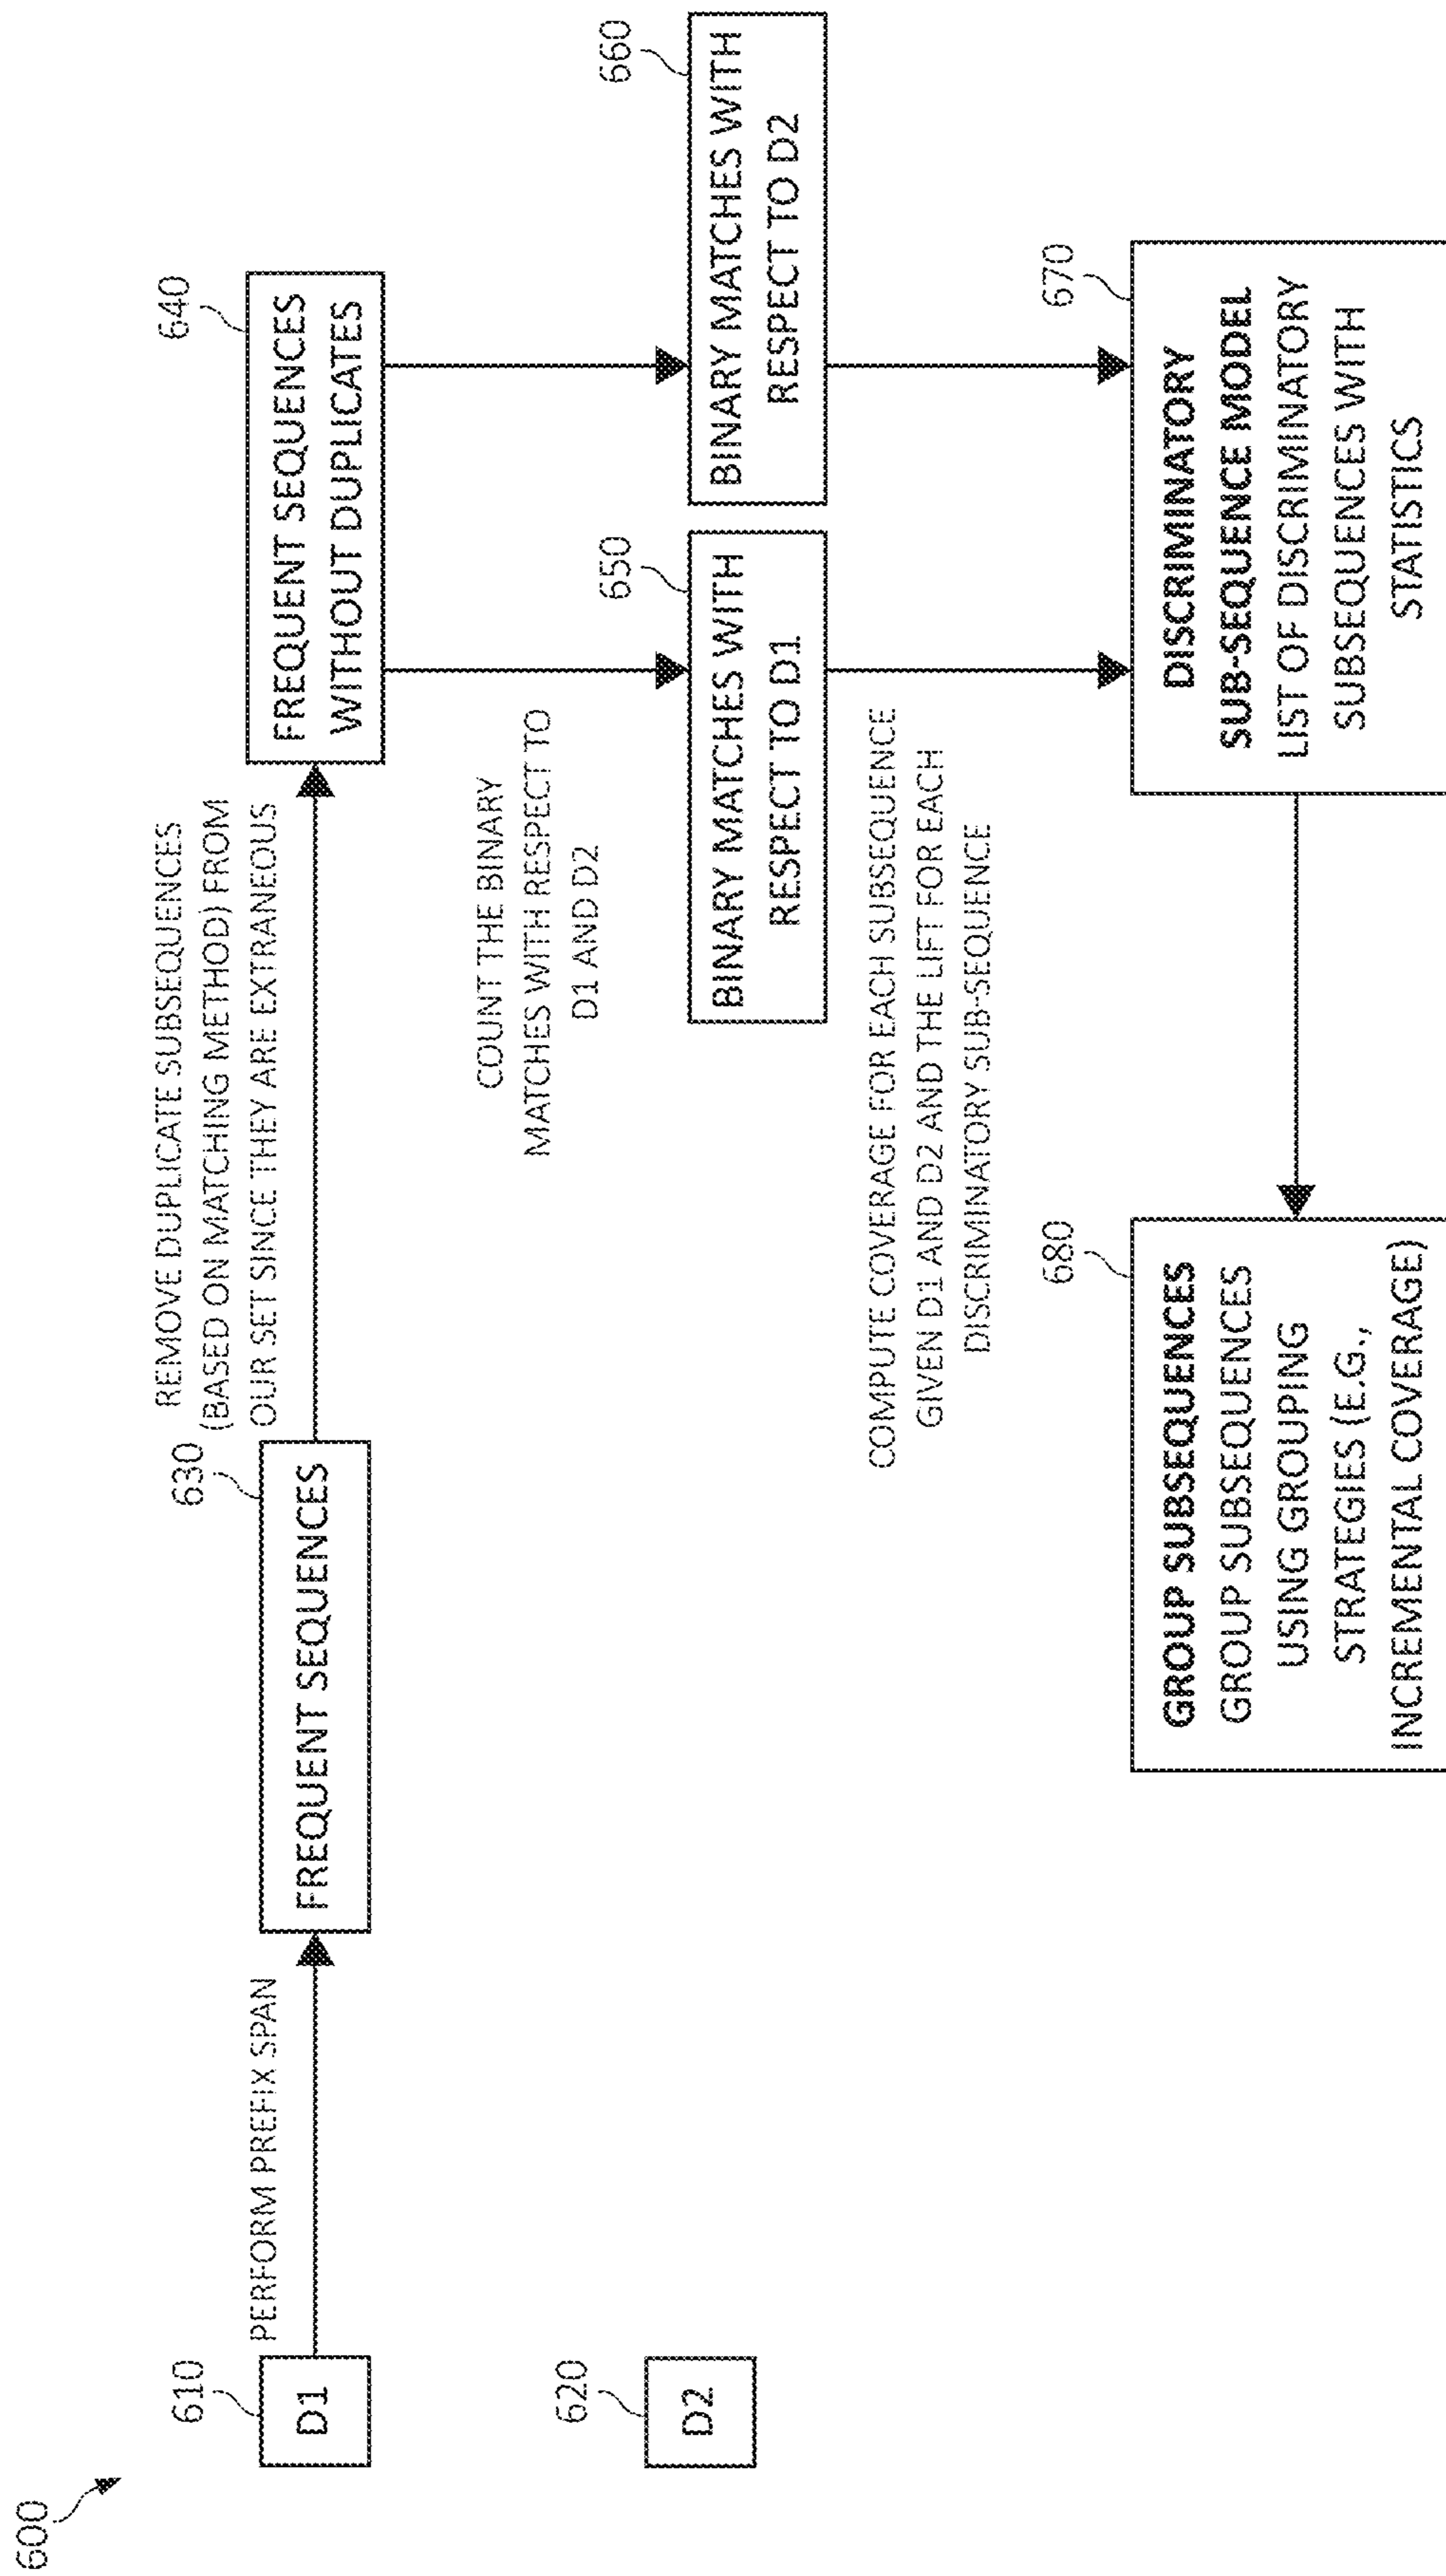 600
610
D1
PERFORM PREFIX SPAN
630
FREQUENT SEQUENCES
REMOVE DUPLICATE SUBSEQUENCES
(BASED ON MATCHING METHOD) FROM
OUR SET SINCE THEY ARE EXTRANEOUS
640
FREQUENT SEQUENCES
WITHOUT DUPLICATES
620
D2
COUNT THE BINARY
MATCHES WITH RESPECT TO
D1 AND D2
650
BINARY MATCHES WITH
RESPECT TO D1
660
BINARY MATCHES WITH
RESPECT TO D2
COMPUTE COVERAGE FOR EACH SUBSEQUENCE
GIVEN D1 AND D2 AND THE LIFT FOR EACH
DISCRIMINATORY SUB-SEQUENCE
670
DISCRIMINATORY
SUB-SEQUENCE MODEL
LIST OF DISCRIMINATORY
SUBSEQUENCES WITH
STATISTICS
680
GROUP SUBSEQUENCES
GROUP SUBSEQUENCES
USING GROUPING
STRATEGIES (E.G.,
INCREMENTAL COVERAGE)